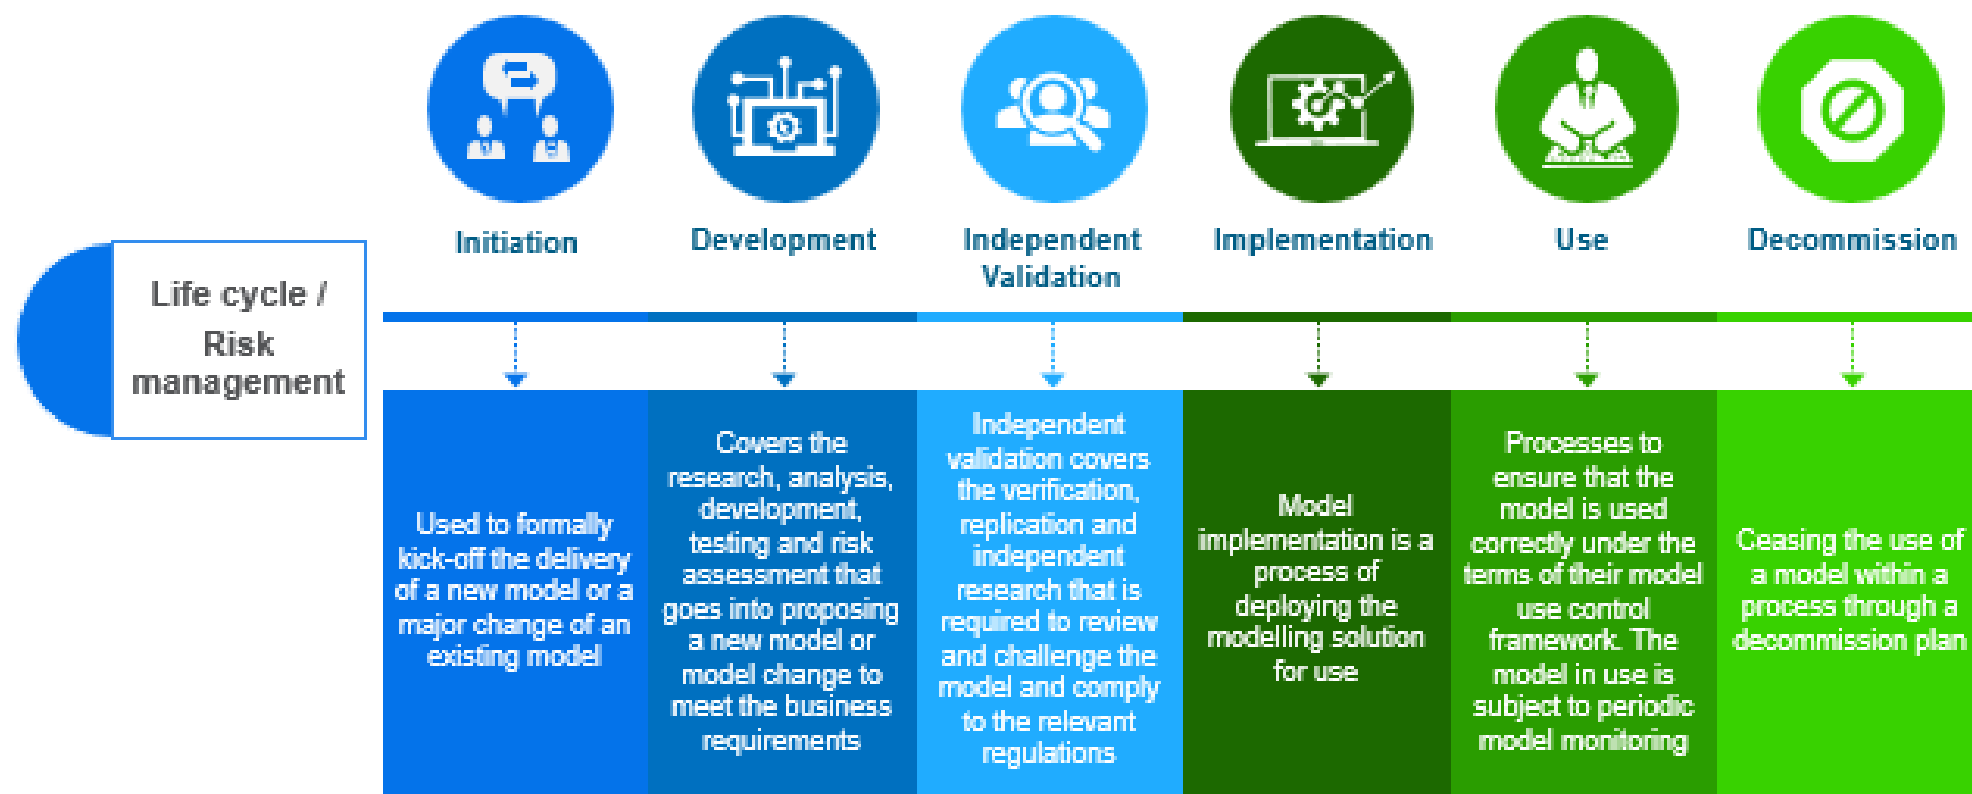 Life cycle /
Risk
management
Initiation
Development
Independent
Validation
Implementation
Use
Decommission
Used to formally
kick-off the delivery
of a new model or a
major change of an
existing model
Covers the
research, analysis,
development,
testing and risk
assessment that
goes into proposing
a new model or
model change to
meet the business
requirements
Independent
validation covers
the verification,
replication and
independent
research that is
required to review
and challenge the
model and comply
to the relevant
regulations
Model
implementation is a
process of
deploying the
modelling solution
for use
Processes to
ensure that the
model is used
correctly under the
terms of their model
use control
framework. The
model in use is
subject to periodic
model monitoring
Ceasing the use of
a model within a
process through a
decommission plan